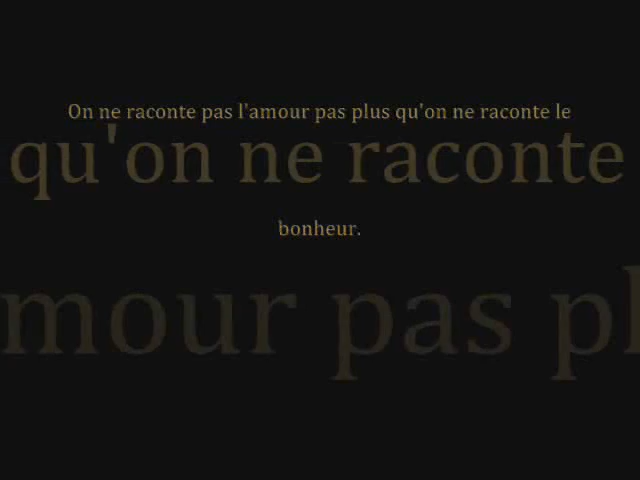 On ne raconte pas l'amour pas plus qu'on ne raconte le
qu'on ne raconte
bonheur.
mour pas pl